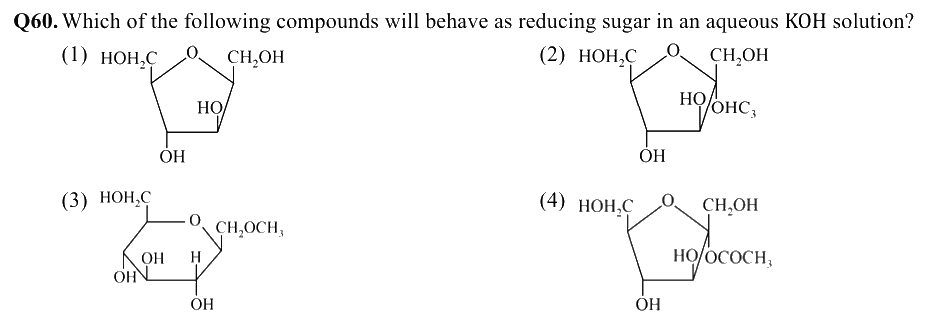 Q60. Which of the following compounds will behave as reducing sugar in an aqueous KOH solution?
(1) HOH₂C O CH₂OH
HO
OH
(2) HOH₂C O CH₂OH
HO OHC₃
OH
(3) HOH₂C
O CH₂OCH₃
OH H
OH
OH
(4) HOH₂C O CH₂OH
HO OCOCH₃
OH